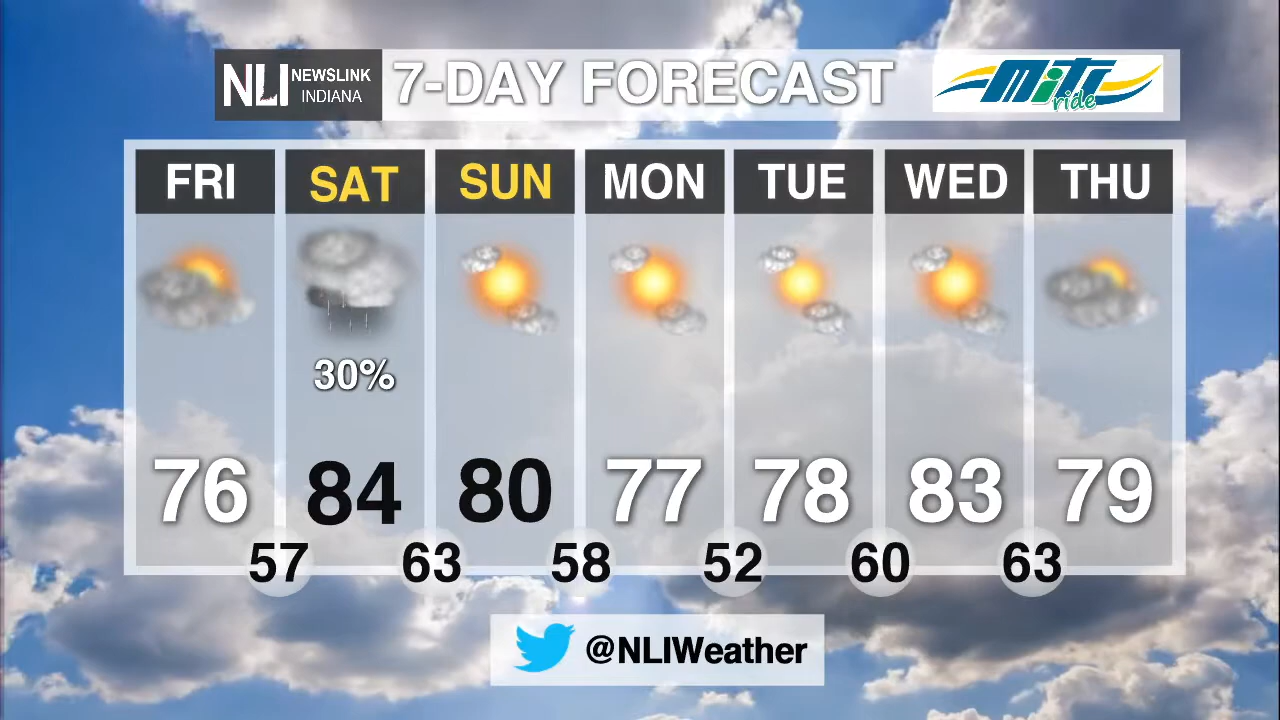 NLI NEWSLINK INDIANA 7-DAY FORECAST MiTS ride
FRI SAT SUN MON TUE WED THU
30%
76 84 80 77 78 83 79
57 63 58 52 60 63
@NLIWeather